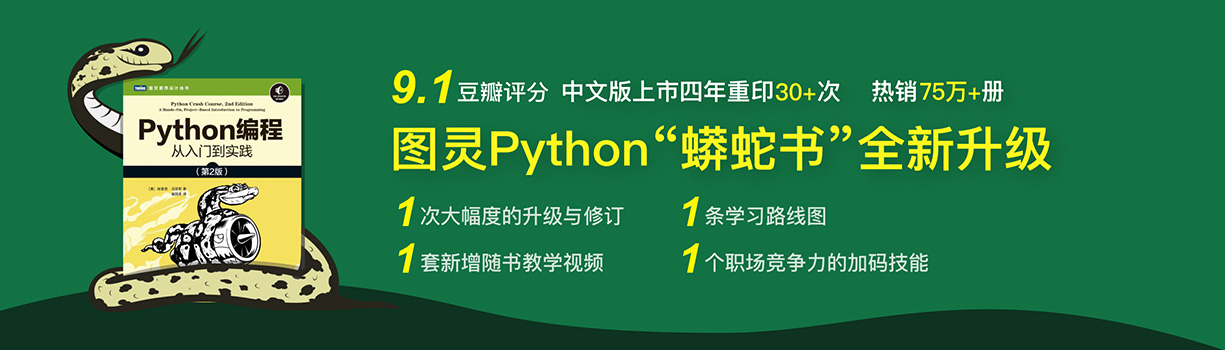 图灵程序设计丛书
Python Crash Course, 2nd Edition
A Hands-On, Project-Based Introduction to Programming
Python编程
从入门到实践
(第2版)
9.1豆瓣评分 中文版上市四年重印30+次 热销75万+册
图灵Python“蟒蛇书”全新升级
1次大幅度的升级与修订 1条学习路线图
1套新增随书教学视频 1个职场竞争力的加码技能